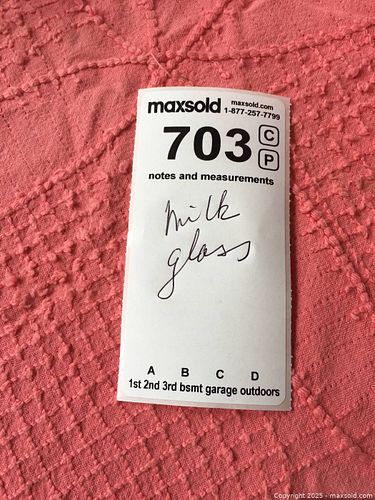 maxsold maxsold.com
1-877-257-7799
703 C
P
notes and measurements
milk
glass
A B C D
1st 2nd 3rd bsmt garage outdoors
Copyright 2025 - maxsold.com